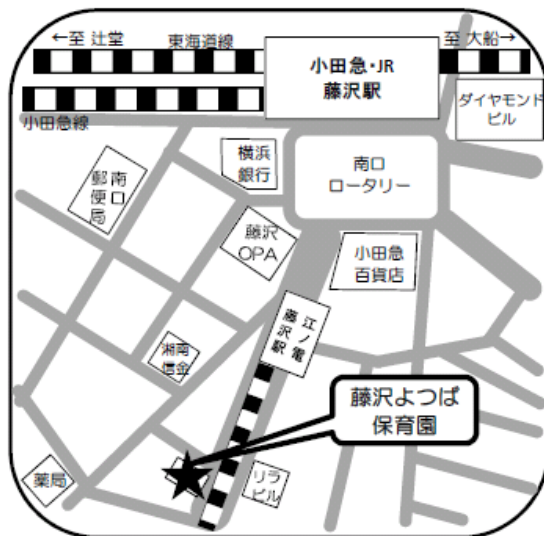 ←至 辻堂
東海道線
小田急・JR
藤沢駅
至 大船→
小田急線
ダイヤモンド
ビル
横浜
銀行
南口
ロータリー
南口
郵便局
藤沢
OPA
小田急
百貨店
江ノ電
藤沢駅
湘南
信金
藤沢よつば
保育園
薬局
リラ
ビル